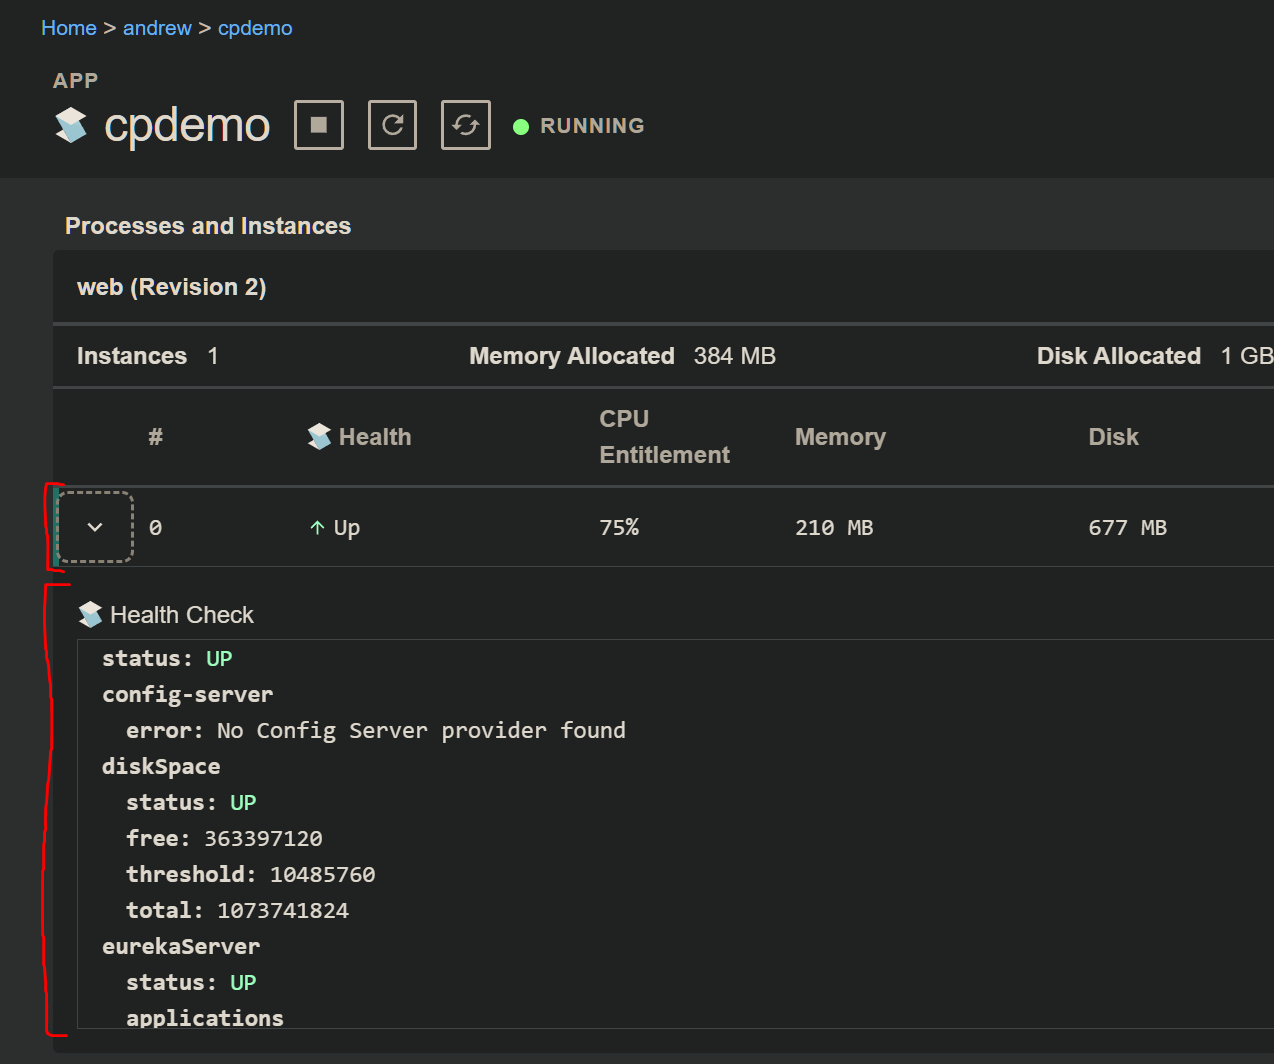 Home > andrew > cpdemo
APP
cpdemo RUNNING
Processes and Instances
web (Revision 2)
Instances 1 Memory Allocated 384 MB Disk Allocated 1 GB
# Health CPU Entitlement Memory Disk
0 Up 75% 210 MB 677 MB
Health Check
status: UP
config-server
error: No Config Server provider found
diskSpace
status: UP
free: 363397120
threshold: 10485760
total: 1073741824
eurekaServer
status: UP
applications